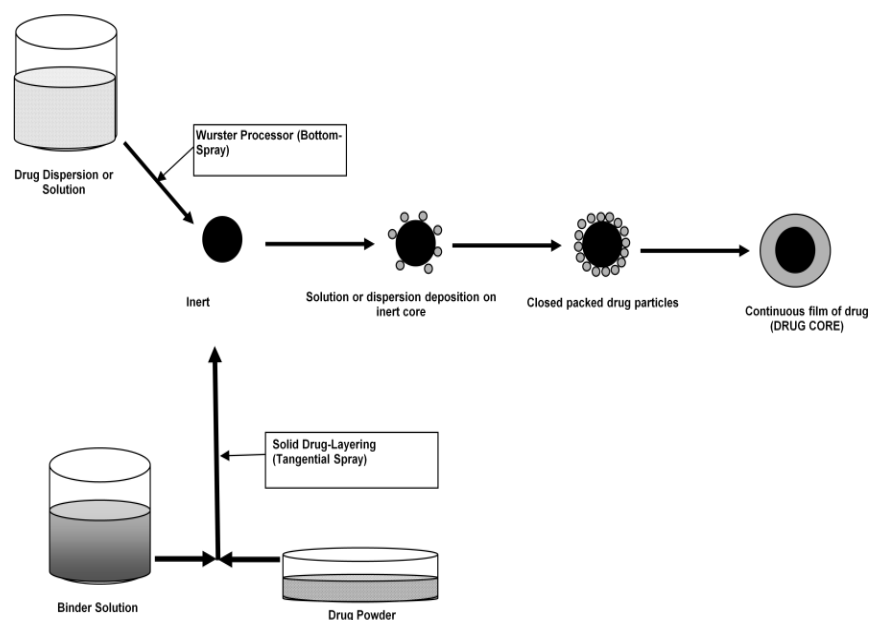 Wurster Processor (Bottom-
Spray)
Drug Dispersion or
Solution
Inert
Solution or dispersion deposition on
inert core
Closed packed drug particles
Continuous film of drug
(DRUG CORE)
Solid Drug-Layering
(Tangential Spray)
Binder Solution
Drug Powder